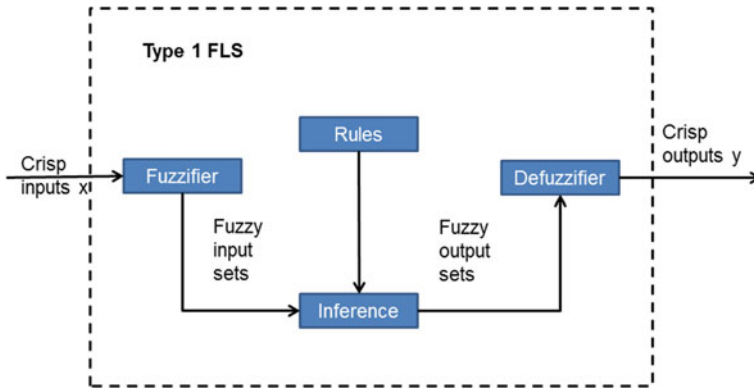 Type 1 FLS
Rules
Crisp
inputs x
Fuzzifier
Defuzzifier
Crisp
outputs y
Fuzzy
input
sets
Fuzzy
output
sets
Inference